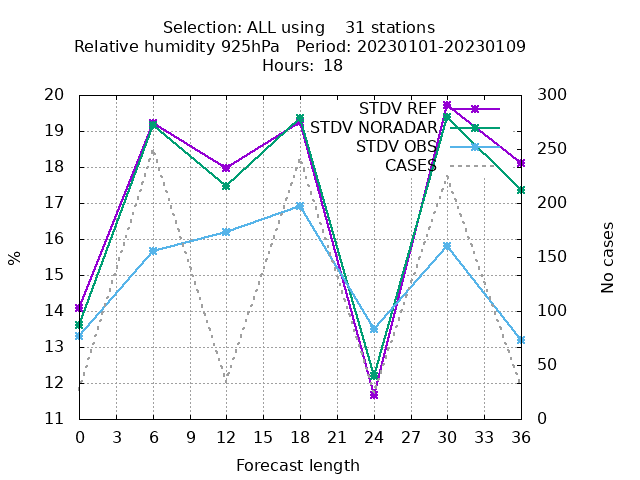 Selection: ALL using    31 stations
Relative humidity 925hPa   Period: 20230101-20230109
Hours: 18
STDV REF
STDV NORADAR
STDV OBS
CASES
%
20
19
18
17
16
15
14
13
12
11
300
250
200
150
100
50
0
No cases
0 3 6 9 12 15 18 21 24 27 30 33 36
Forecast length